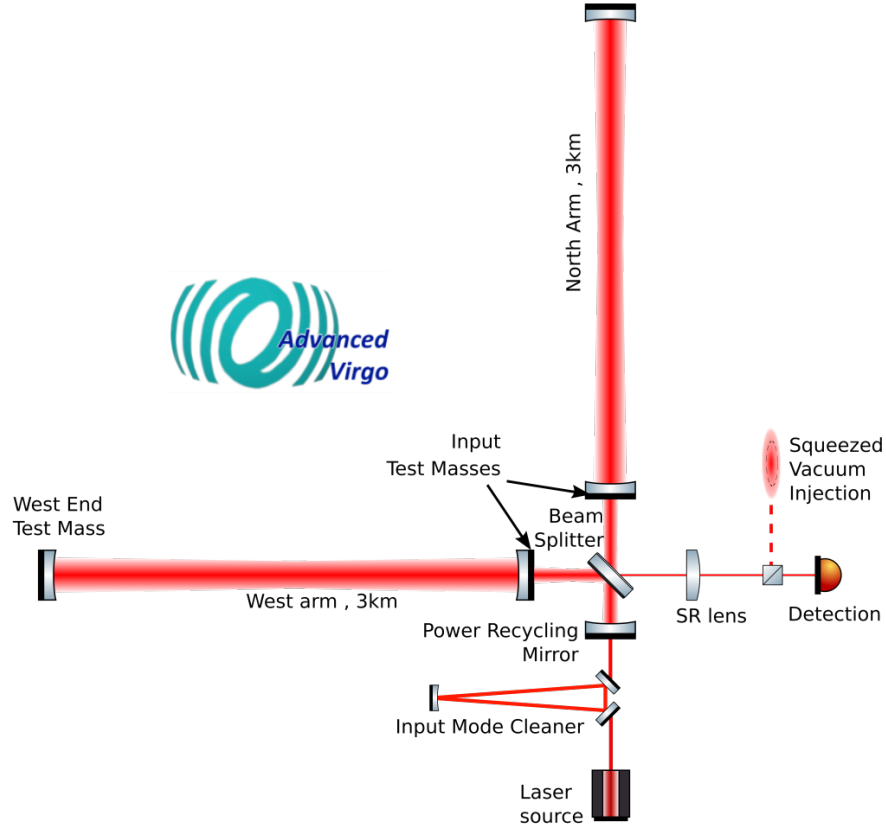 North Arm , 3km
Advanced
Virgo
Input
Test Masses
Squeezed
Vacuum
Injection
West End
Test Mass
Beam
Splitter
West arm , 3km
SR lens
Detection
Power Recycling
Mirror
Input Mode Cleaner
Laser
source